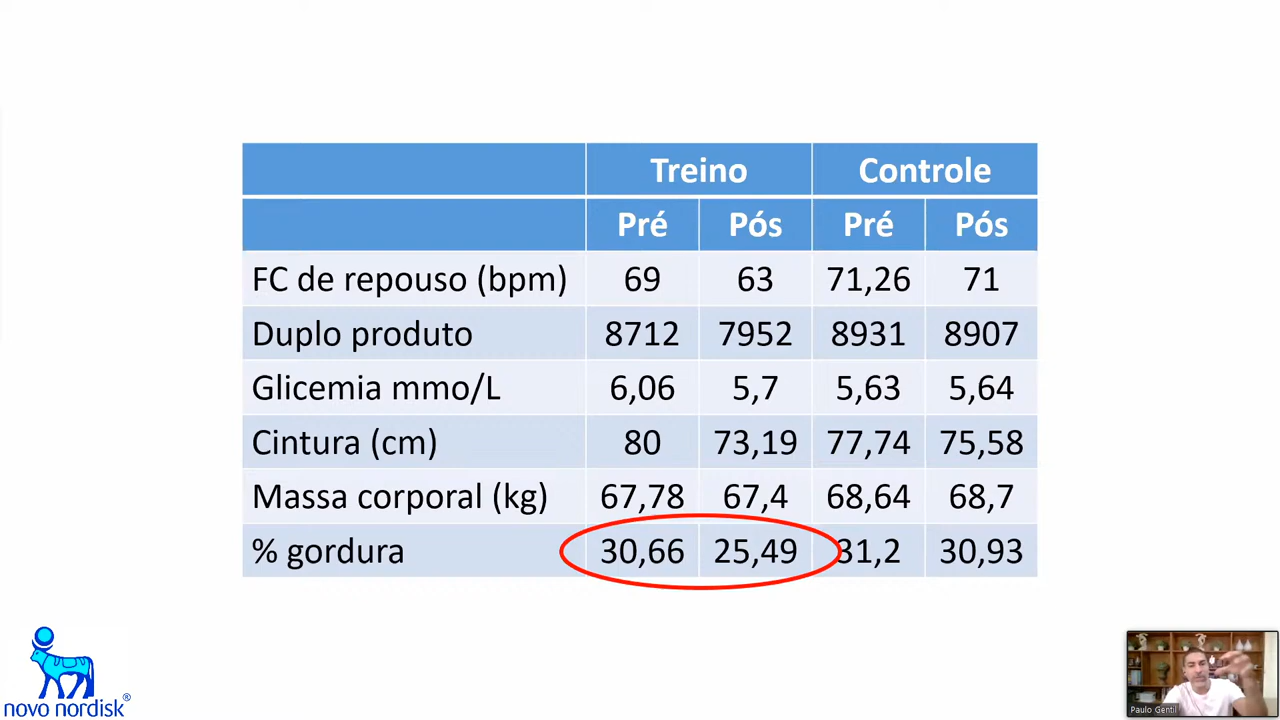 Treino Controle
Pré Pós Pré Pós
FC de repouso (bpm) 69 63 71,26 71
Duplo produto 8712 7952 8931 8907
Glicemia mmo/L 6,06 5,7 5,63 5,64
Cintura (cm) 80 73,19 77,74 75,58
Massa corporal (kg) 67,78 67,4 68,64 68,7
% gordura 30,66 25,49 31,2 30,93
novo nordisk®
Paulo Gentil